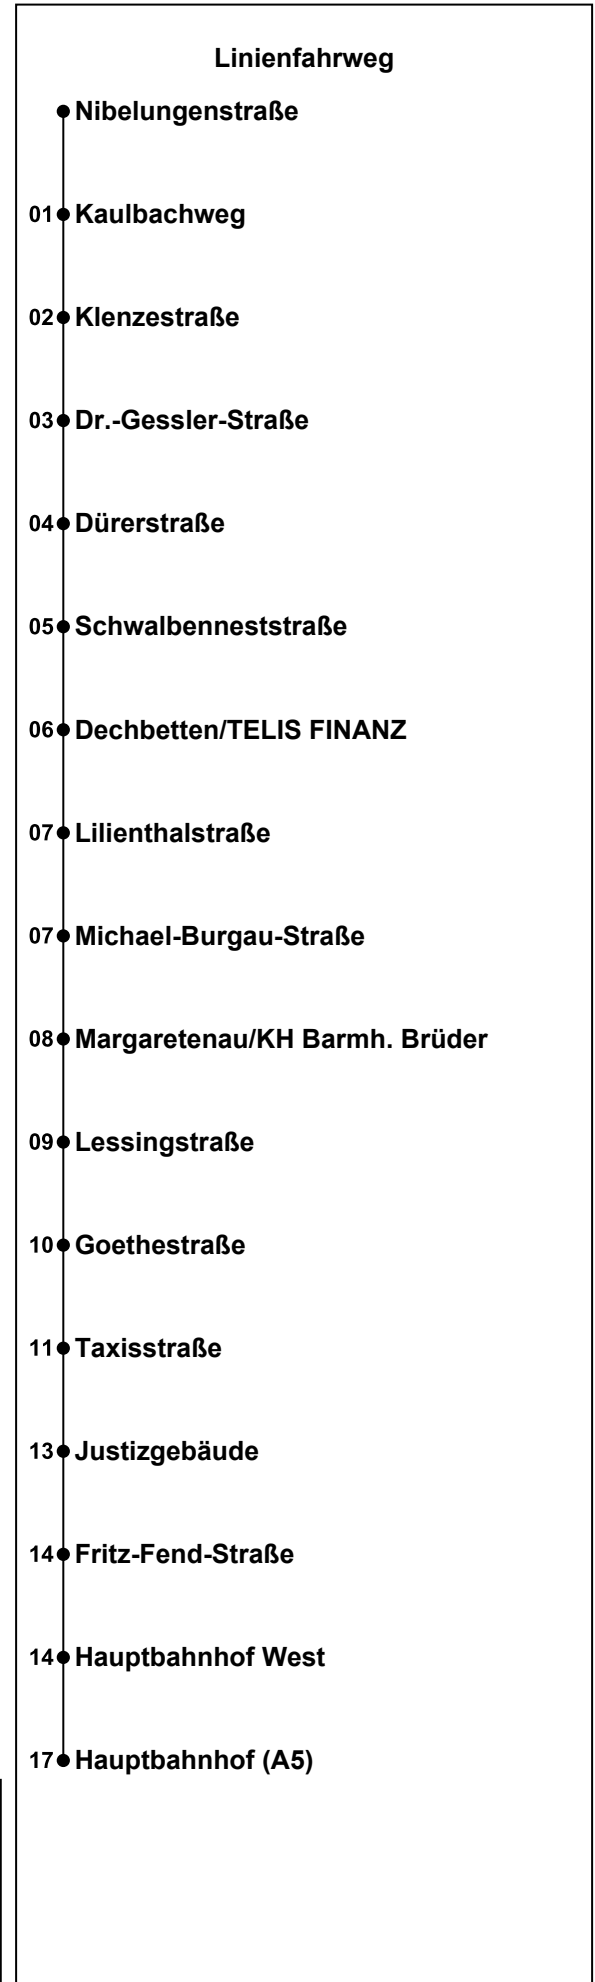 Linienfahrweg
Nibelungenstraße
01 Kaulbachweg
02 Klenzestraße
03 Dr.-Gessler-Straße
04 Dürerstraße
05 Schwalbenneststraße
06 Dechbetten/TELIS FINANZ
07 Lilienthalstraße
07 Michael-Burgau-Straße
08 Margaretenau/KH Barmh. Brüder
09 Lessingstraße
10 Goethestraße
11 Taxisstraße
13 Justizgebäude
14 Fritz-Fend-Straße
14 Hauptbahnhof West
17 Hauptbahnhof (A5)